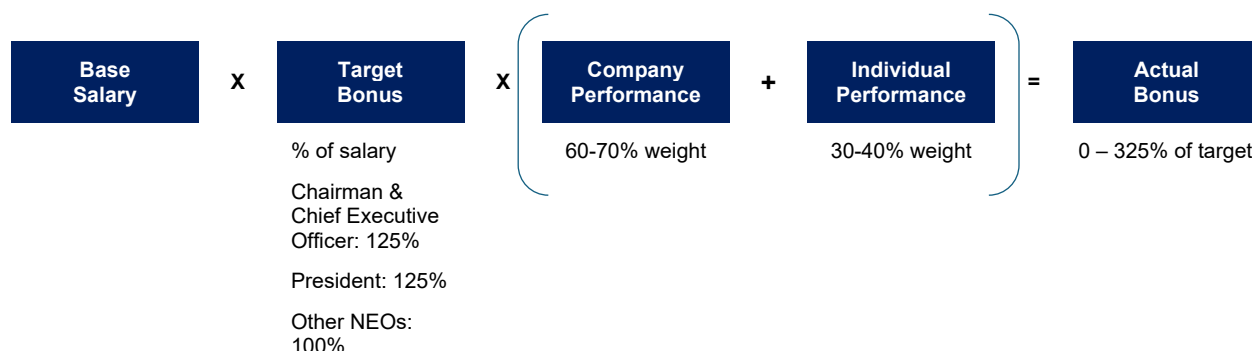 Base Salary X Target Bonus X Company Performance + Individual Performance = Actual Bonus
% of salary
60-70% weight
30-40% weight
0 – 325% of target
Chairman &
Chief Executive
Officer: 125%
President: 125%
Other NEOs:
100%